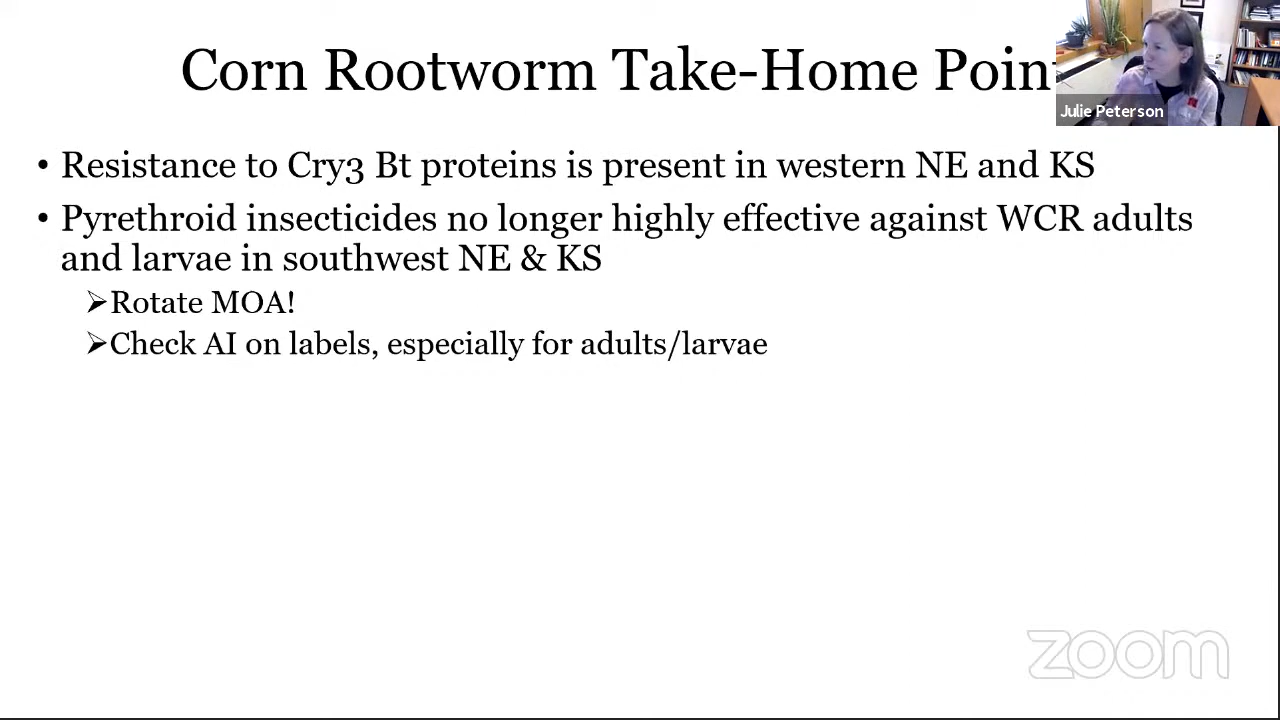 Corn Rootworm Take-Home Poin
Julie Peterson
• Resistance to Cry3 Bt proteins is present in western NE and KS
• Pyrethroid insecticides no longer highly effective against WCR adults
and larvae in southwest NE & KS
➢Rotate MOA!
➢Check AI on labels, especially for adults/larvae
zoom